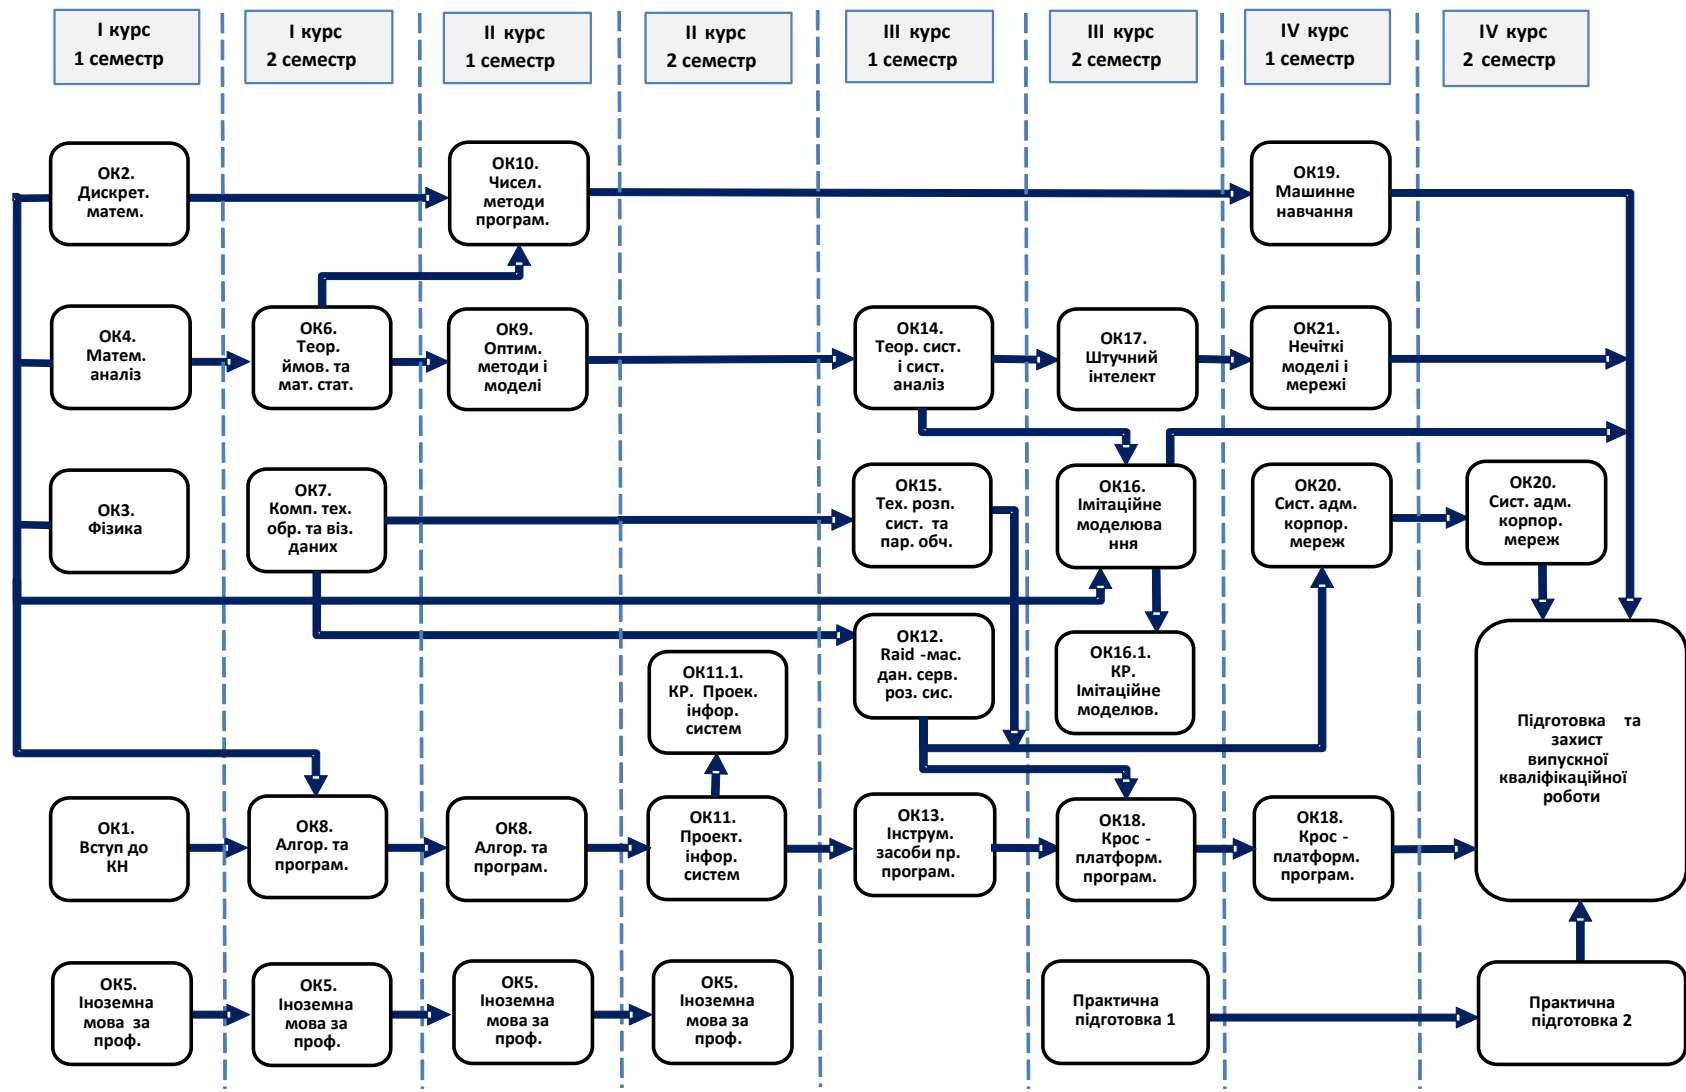 І курс
1 семестр
І курс
2 семестр
ІІ курс
1 семестр
ІІ курс
2 семестр
ІІІ курс
1 семестр
ІІІ курс
2 семестр
IV курс
1 семестр
IV курс
2 семестр
ОК2.
Дискрет.
матем.
ОК10.
Чисел.
методи
програм.
ОК19.
Машинне
навчання
ОК4.
Матем.
аналіз
ОК6.
Теор.
ймов. та
мат. стат.
ОК9.
Оптим.
методи і
моделі
ОК14.
Теор. сист.
і сист.
аналіз
ОК17.
Штучний
інтелект
ОК21.
Нечіткі
моделі і
мережі
ОК3.
Фізика
ОК7.
Комп. тех.
обр. та віз.
даних
ОК15.
Тех. розп.
сист. та
пар. обч.
ОК16.
Імітаційне
моделюва
ння
ОК20.
Сист. адм.
корпор.
мереж
ОК20.
Сист. адм.
корпор.
мереж
ОК11.1.
КР. Проек.
інфор.
систем
ОК12.
Raid -мас.
дан. серв.
роз. сис.
ОК16.1.
КР.
Імітаційне
моделюв.
Підготовка та
захист
випускної
кваліфікаційної
роботи
ОК1.
Вступ до
КН
ОК8.
Алгор. та
програм.
ОК8.
Алгор. та
програм.
ОК11.
Проект.
інфор.
систем
ОК13.
Інструм.
засоби пр.
програм.
ОК18.
Крос -
платформ.
програм.
ОК18.
Крос -
платформ.
програм.
ОК5.
Іноземна
мова за
проф.
ОК5.
Іноземна
мова за
проф.
ОК5.
Іноземна
мова за
проф.
ОК5.
Іноземна
мова за
проф.
Практична
підготовка 1
Практична
підготовка 2